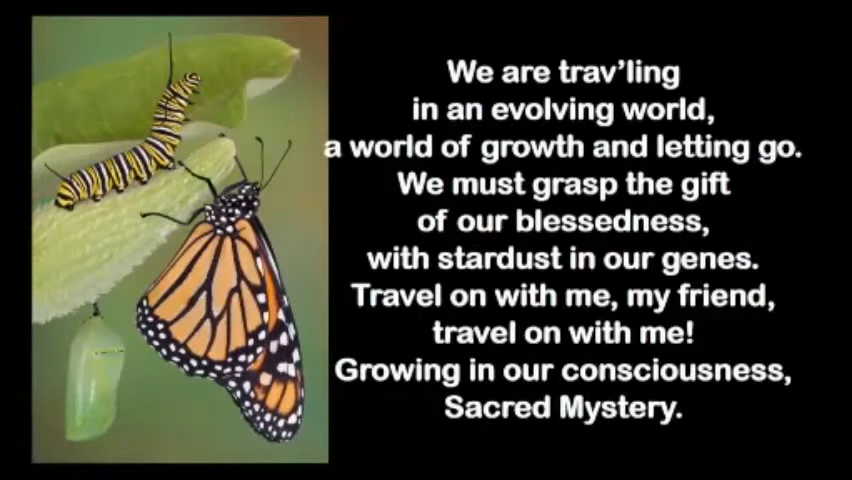 We are trav’ling
in an evolving world,
a world of growth and letting go.
We must grasp the gift
of our blessedness,
with stardust in our genes.
Travel on with me, my friend,
travel on with me!
Growing in our consciousness,
Sacred Mystery.